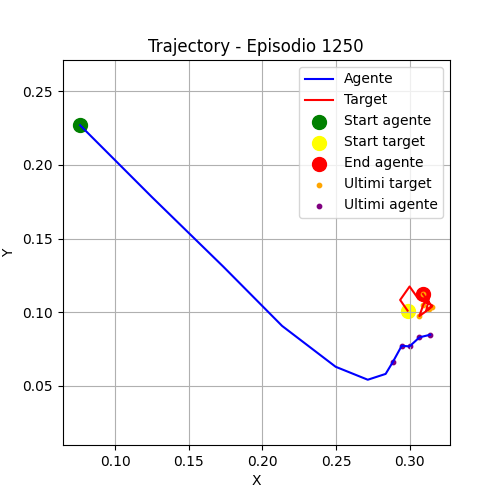 Trajectory - Episodio 1250
Agente
Target
Start agente
Start target
End agente
Ultimi target
Ultimi agente
0.25
0.20
0.15
0.10
0.05
Y
0.10
0.15
0.20
0.25
0.30
X